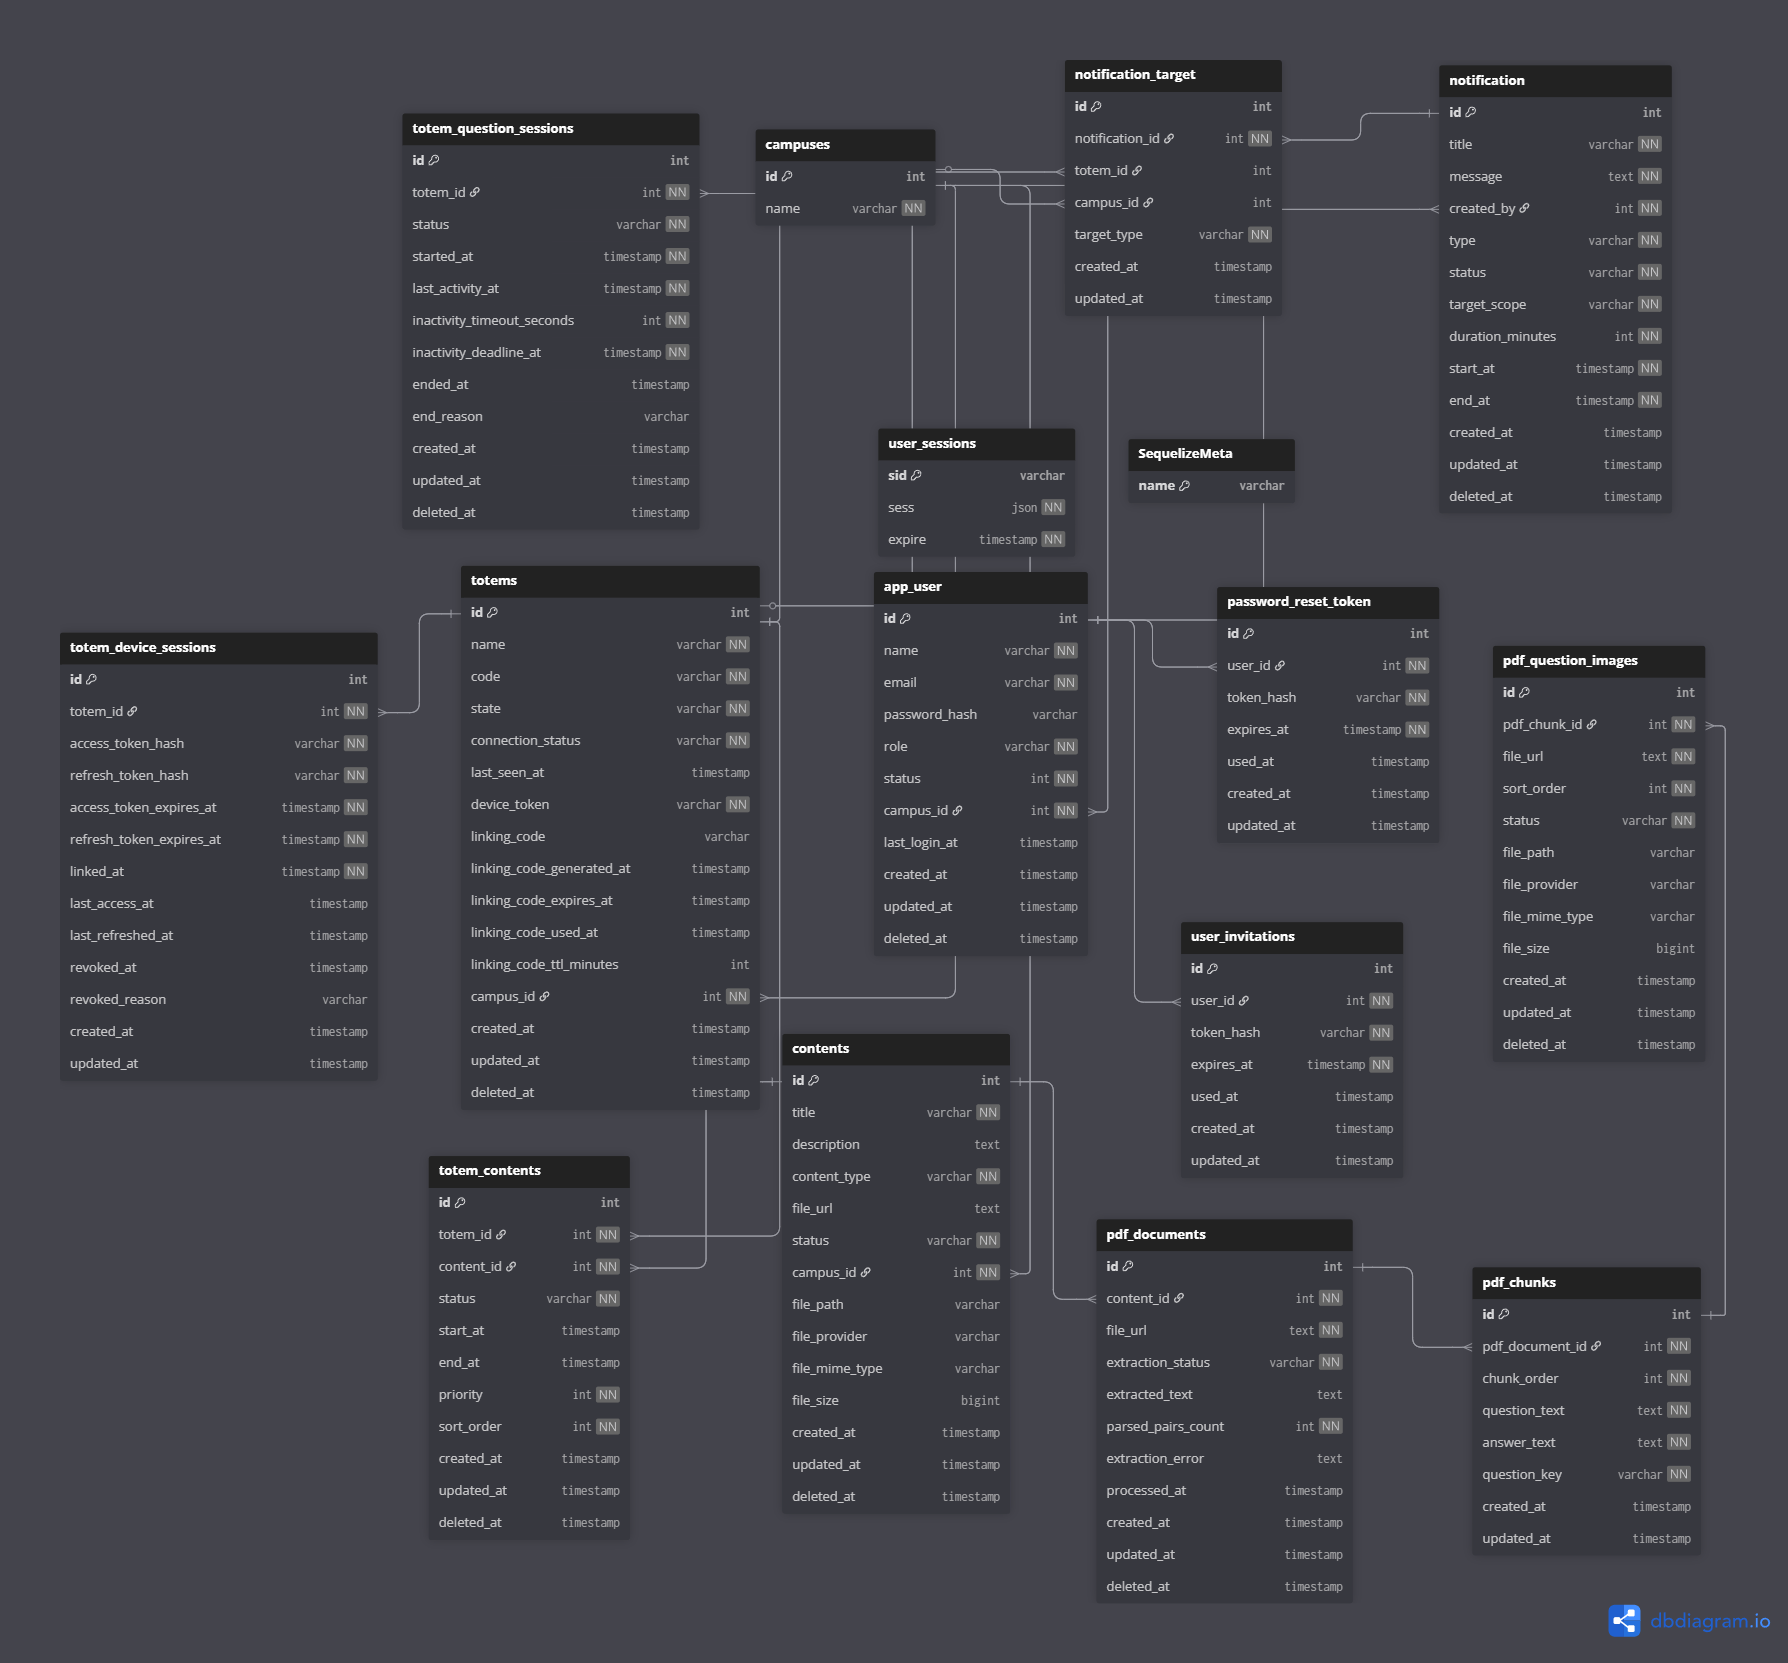 totem_question_sessions
id int
totem_id int NN
status varchar NN
started_at timestamp NN
last_activity_at timestamp NN
inactivity_timeout_seconds int NN
inactivity_deadline_at timestamp NN
ended_at timestamp
end_reason varchar
created_at timestamp
updated_at timestamp
deleted_at timestamp
campuses
id int
name varchar NN
notification_target
id int
notification_id int NN
totem_id int
campus_id int
target_type varchar NN
created_at timestamp
updated_at timestamp
notification
id int
title varchar NN
message text NN
created_by int NN
type varchar NN
status varchar NN
target_scope varchar NN
duration_minutes int NN
start_at timestamp NN
end_at timestamp NN
created_at timestamp
updated_at timestamp
deleted_at timestamp
user_sessions
sid varchar
sess json NN
expire timestamp NN
SequelizeMeta
name varchar
totem_device_sessions
id int
totem_id int NN
access_token_hash varchar NN
refresh_token_hash varchar NN
access_token_expires_at timestamp NN
refresh_token_expires_at timestamp NN
linked_at timestamp NN
last_access_at timestamp
last_refreshed_at timestamp
revoked_at timestamp
revoked_reason varchar
created_at timestamp
updated_at timestamp
totems
id int
name varchar NN
code varchar NN
state varchar NN
connection_status varchar NN
last_seen_at timestamp
device_token varchar NN
linking_code varchar
linking_code_generated_at timestamp
linking_code_expires_at timestamp
linking_code_used_at timestamp
linking_code_ttl_minutes int
campus_id int NN
created_at timestamp
updated_at timestamp
deleted_at timestamp
app_user
id int
name varchar NN
email varchar NN
password_hash varchar
role varchar NN
status int NN
campus_id int NN
last_login_at timestamp
created_at timestamp
updated_at timestamp
deleted_at timestamp
password_reset_token
id int
user_id int NN
token_hash varchar NN
expires_at timestamp NN
used_at timestamp
created_at timestamp
updated_at timestamp
pdf_question_images
id int
pdf_chunk_id int NN
file_url text NN
sort_order int NN
status varchar NN
file_path varchar
file_provider varchar
file_mime_type varchar
file_size bigint
created_at timestamp
updated_at timestamp
deleted_at timestamp
user_invitations
id int
user_id int NN
token_hash varchar NN
expires_at timestamp NN
used_at timestamp
created_at timestamp
updated_at timestamp
contents
id int
title varchar NN
description text
content_type varchar NN
file_url text
status varchar NN
campus_id int NN
file_path varchar
file_provider varchar
file_mime_type varchar
file_size bigint
created_at timestamp
updated_at timestamp
deleted_at timestamp
totem_contents
id int
totem_id int NN
content_id int NN
status varchar NN
start_at timestamp
end_at timestamp
priority int NN
sort_order int NN
created_at timestamp
updated_at timestamp
deleted_at timestamp
pdf_documents
id int
content_id int NN
file_url text NN
extraction_status varchar NN
extracted_text text
parsed_pairs_count int NN
extraction_error text
processed_at timestamp
created_at timestamp
updated_at timestamp
deleted_at timestamp
pdf_chunks
id int
pdf_document_id int NN
chunk_order int NN
question_text text NN
answer_text text NN
question_key varchar NN
created_at timestamp
updated_at timestamp
dbdiagram.io